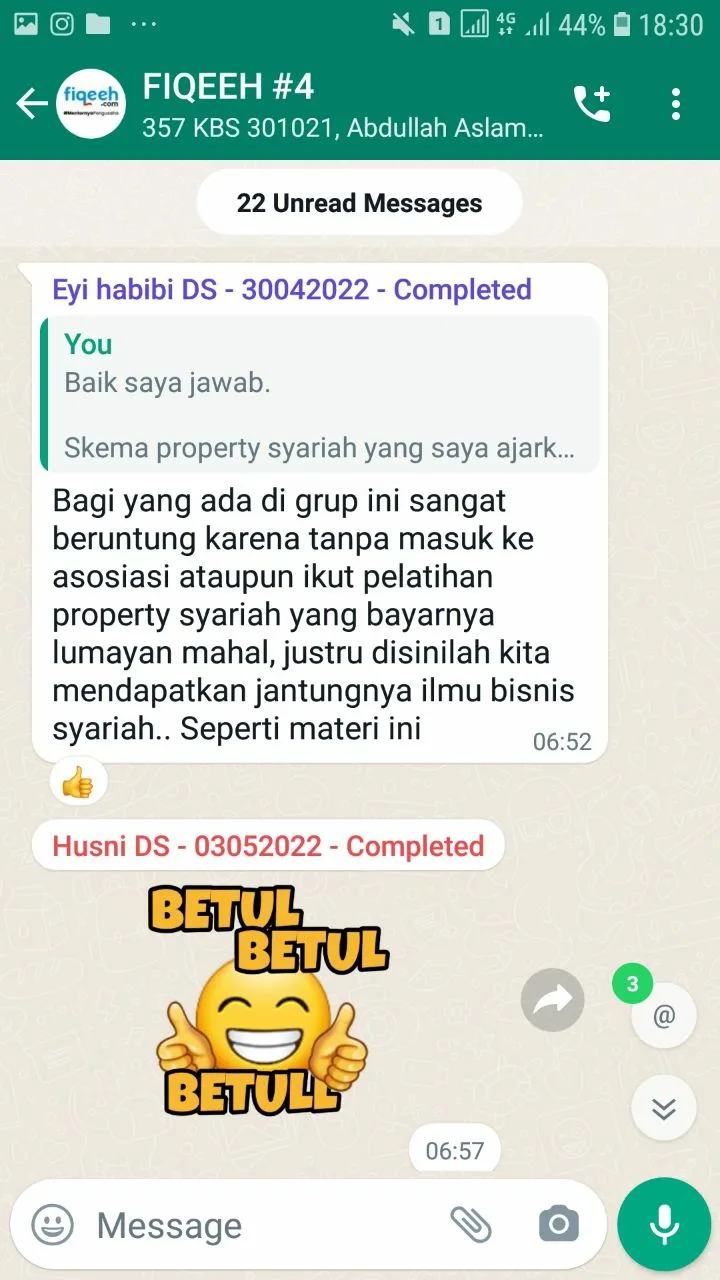 4G 44% 18:30
1
fiqeeh
.com
#MentornyaPengusaha
FIQEEH #4
357 KBS 301021, Abdullah Aslam...
22 Unread Messages
Eyi habibi DS - 30042022 - Completed
You
Baik saya jawab.
Skema property syariah yang saya ajark...
Bagi yang ada di grup ini sangat
beruntung karena tanpa masuk ke
asosiasi ataupun ikut pelatihan
property syariah yang bayarnya
lumayan mahal, justru disinilah kita
mendapatkan jantungnya ilmu bisnis
syariah.. Seperti materi ini
06:52
Husni DS - 03052022 - Completed
BETUL
BETUL
BETULL
3
@
06:57
Message